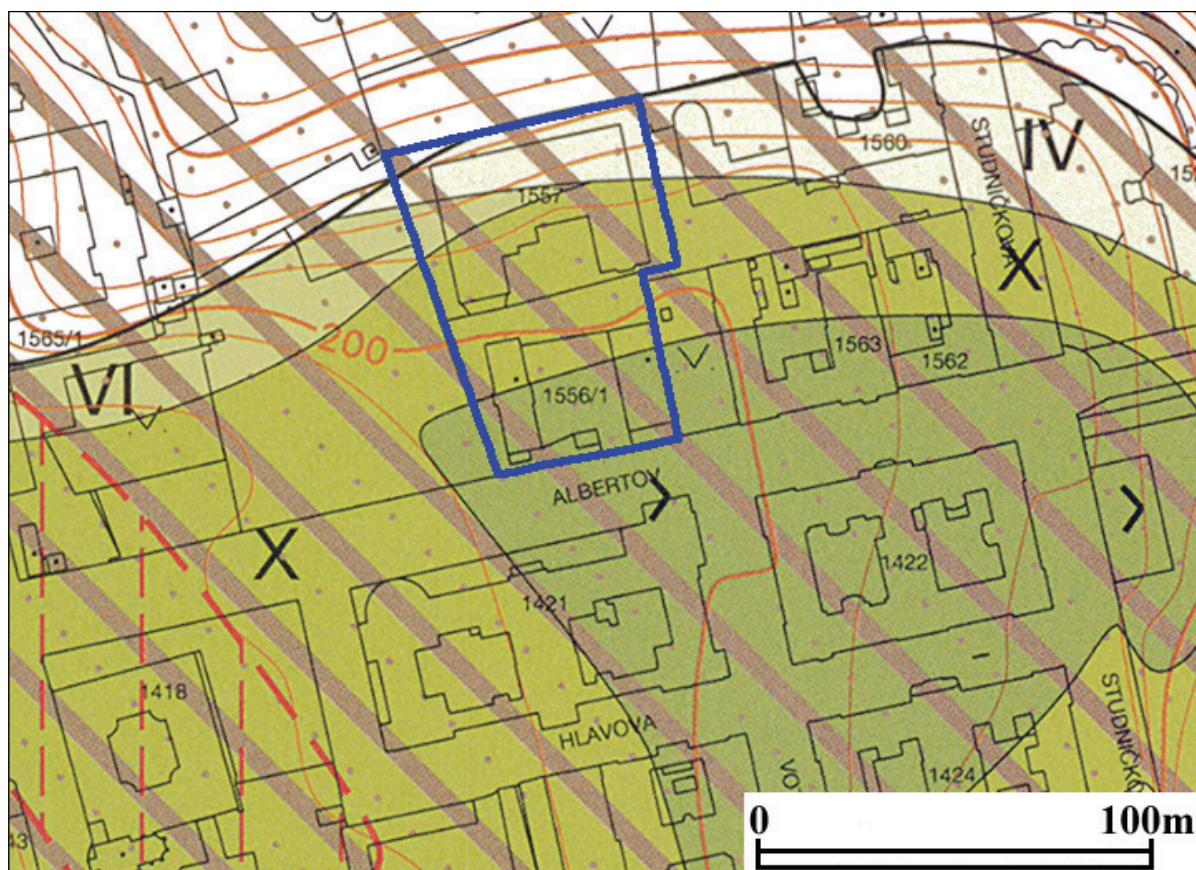 STUDNIČKOVA
IV
1560
1557
X
200
1565/1
1563
1562
VI
1556/1
ALBERTOV
X
1422
1421
1418
HLAVOVA
1424
0 100m